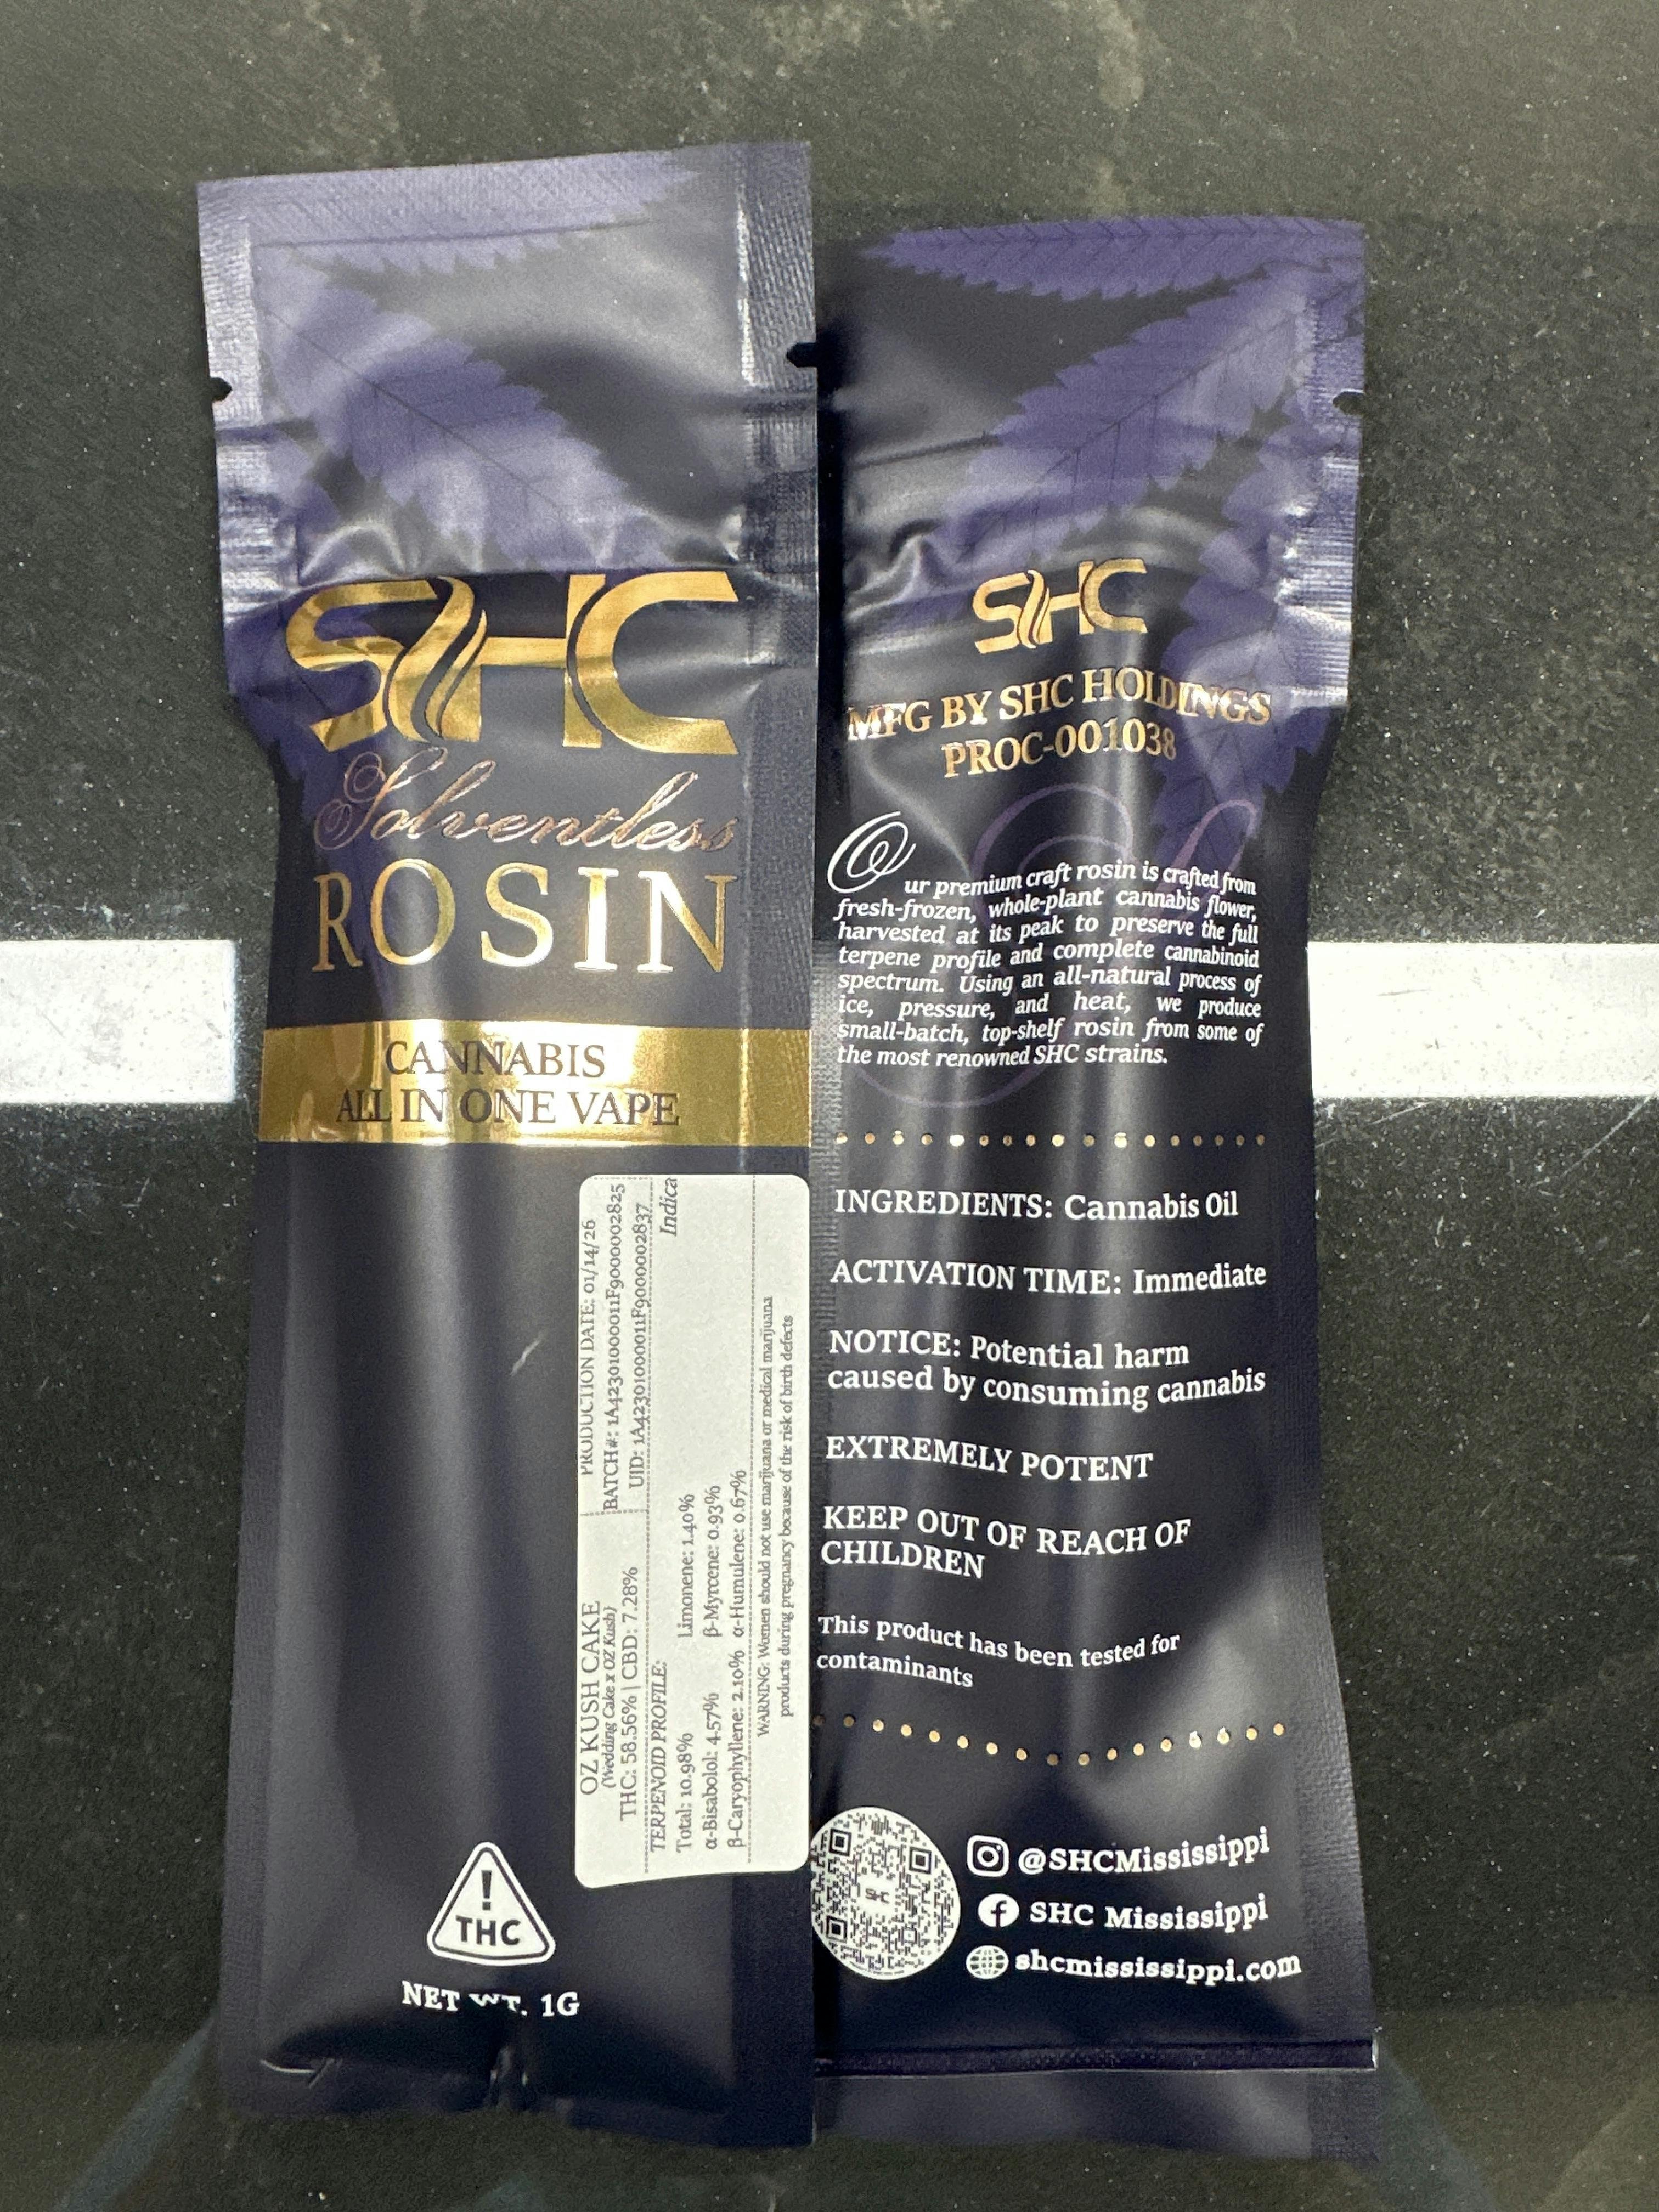 SHC
Solventless
ROSIN
CANNABIS
ALL IN ONE VAPE
OZ KUSH CAKE
(Wedding Cake x OZ Kush)
THC: 58.56% | CBD: 7.28%
PRODUCTION DATE: 01/14/26
BATCH#: 1A42301000011F9000002825
UID: 1A42301000011F9000002837
TERPENOID PROFILE:
Indica
Total: 10.98% Limonene: 1.40%
α-Bisabolol: 4.57% β-Myrcene: 0.93%
β-Caryophyllene: 2.10% α-Humulene: 0.67%
WARNING: Women should not use marijuana or medical marijuana
products during pregnancy because of the risk of birth defects
!
THC
NET WT. 1G
SHC
MFG BY SHC HOLDINGS
PROC-001038
Our premium craft rosin is crafted from
fresh-frozen, whole-plant cannabis flower,
harvested at its peak to preserve the full
terpene profile and complete cannabinoid
spectrum. Using an all-natural process of
ice, pressure, and heat, we produce
small-batch, top-shelf rosin from some of
the most renowned SHC strains.
INGREDIENTS: Cannabis Oil
ACTIVATION TIME: Immediate
NOTICE: Potential harm
caused by consuming cannabis
EXTREMELY POTENT
KEEP OUT OF REACH OF
CHILDREN
This product has been tested for
contaminants
SHC
@SHCMississippi
SHC Mississippi
shcmississippi.com